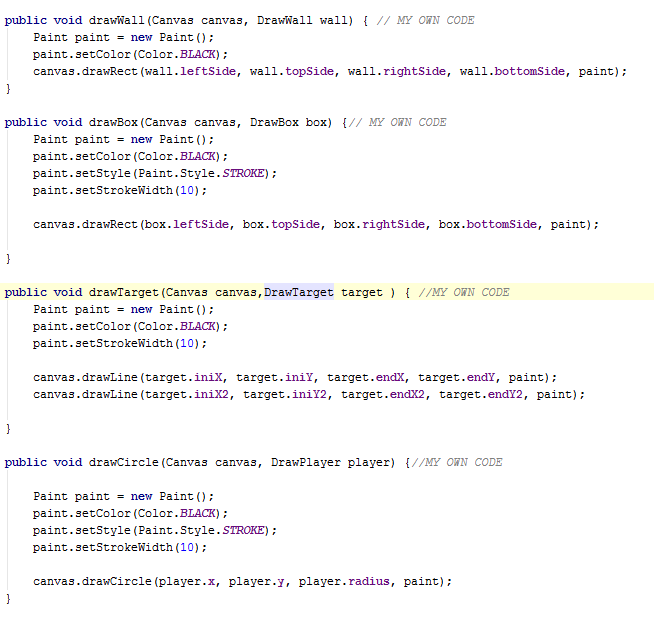 public void drawWall(Canvas canvas, DrawWall wall) { // MY OWN CODE
    Paint paint = new Paint();
    paint.setColor(Color.BLACK);
    canvas.drawRect(wall.leftSide, wall.topSide, wall.rightSide, wall.bottomSide, paint);
}
public void drawBox(Canvas canvas, DrawBox box) {// MY OWN CODE
    Paint paint = new Paint();
    paint.setColor(Color.BLACK);
    paint.setStyle(Paint.Style.STROKE);
    paint.setStrokeWidth(10);
    canvas.drawRect(box.leftSide, box.topSide, box.rightSide, box.bottomSide, paint);
}
public void drawTarget(Canvas canvas,DrawTarget target ) { //MY OWN CODE
    Paint paint = new Paint();
    paint.setColor(Color.BLACK);
    paint.setStrokeWidth(10);
    canvas.drawLine(target.iniX, target.iniY, target.endX, target.endY, paint);
    canvas.drawLine(target.iniX2, target.iniY2, target.endX2, target.endY2, paint);
}
public void drawCircle(Canvas canvas, DrawPlayer player) {//MY OWN CODE
    Paint paint = new Paint();
    paint.setColor(Color.BLACK);
    paint.setStyle(Paint.Style.STROKE);
    paint.setStrokeWidth(10);
    canvas.drawCircle(player.x, player.y, player.radius, paint);
}